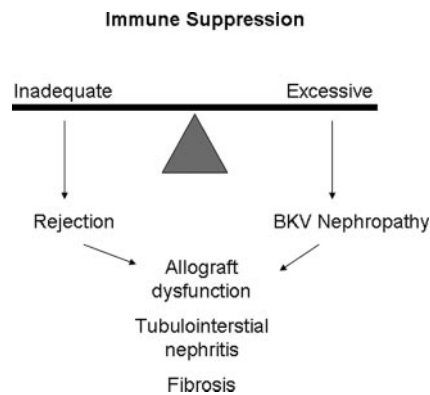 Immune Suppression
Inadequate Excessive
Rejection BKV Nephropathy
Allograft
dysfunction
Tubulointerstial
nephritis
Fibrosis